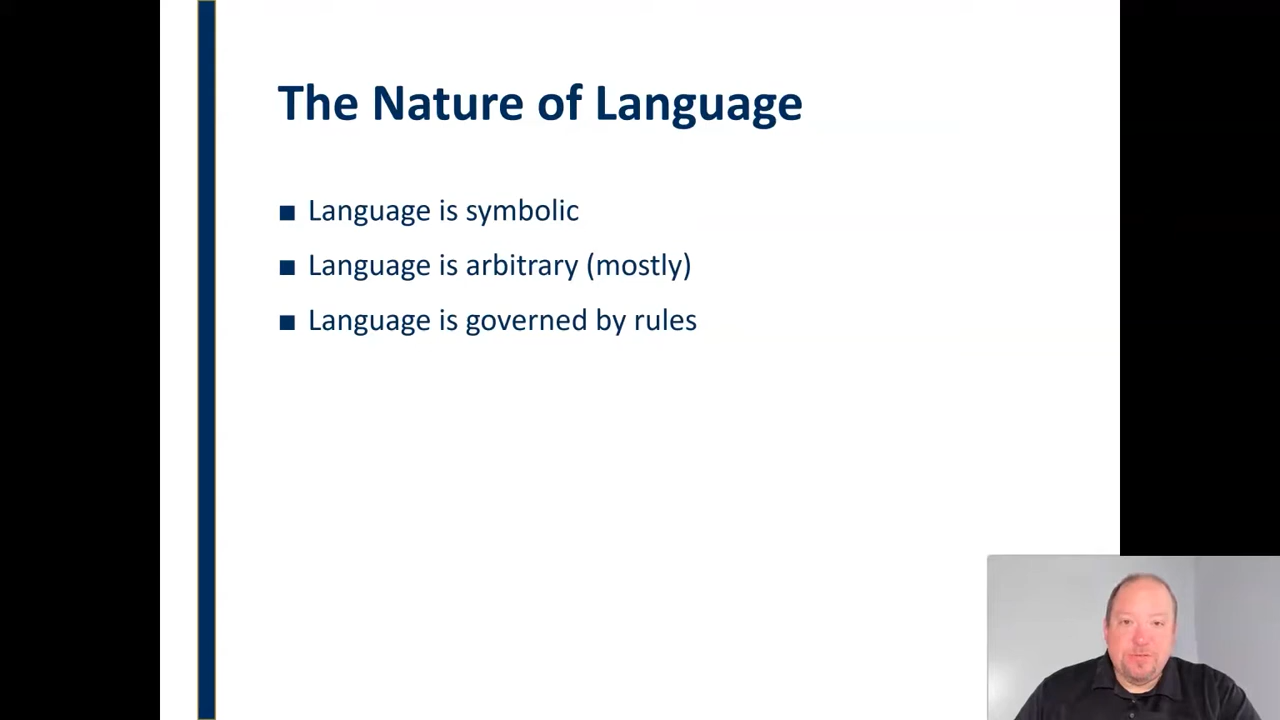 The Nature of Language
■ Language is symbolic
■ Language is arbitrary (mostly)
■ Language is governed by rules